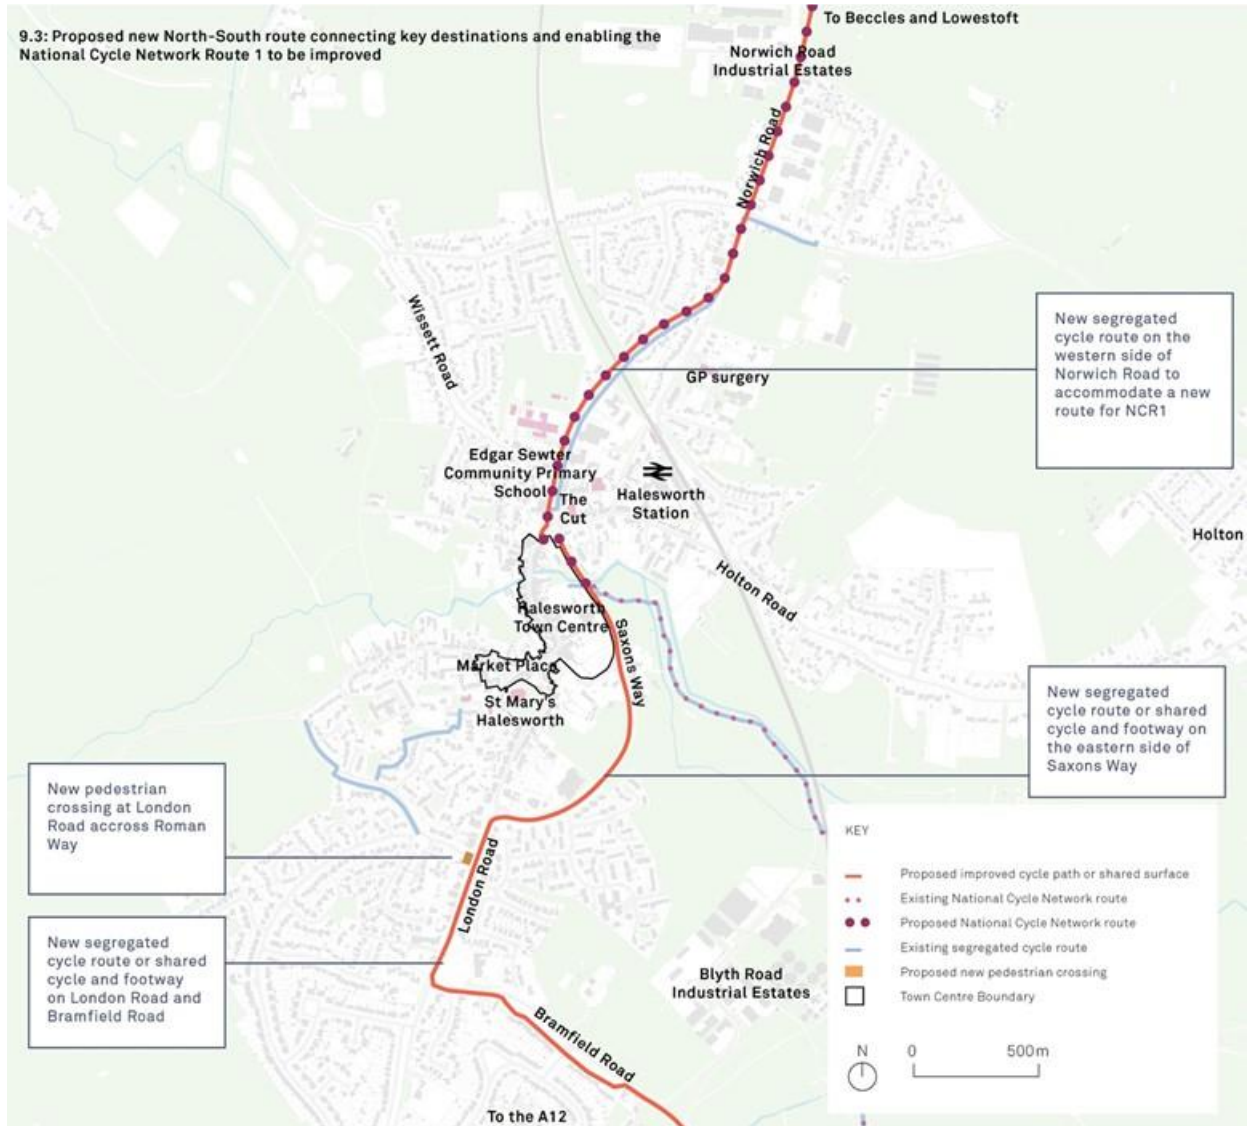 9.3: Proposed new North-South route connecting key destinations and enabling the
National Cycle Network Route 1 to be improved
To Beccles and Lowestoft
Norwich Road
Industrial Estates
Norwich Road
Wissett Road
New segregated
cycle route on the
western side of
Norwich Road to
accommodate a new
route for NCR1
GP surgery
Edgar Sewter
Community Primary
School
The
Cut
Halesworth
Station
Holton
Holton Road
Halesworth
Town Centre
Saxons Way
Market Place
St Mary's
Halesworth
New segregated
cycle route or shared
cycle and footway on
the eastern side of
Saxons Way
New pedestrian
crossing at London
Road accross Roman
Way
London Road
New segregated
cycle route or shared
cycle and footway
on London Road and
Bramfield Road
Blyth Road
Industrial Estates
Bramfield Road
To the A12
KEY
Proposed improved cycle path or shared surface
Existing National Cycle Network route
Proposed National Cycle Network route
Existing segregated cycle route
Proposed new pedestrian crossing
Town Centre Boundary
N
0 500m